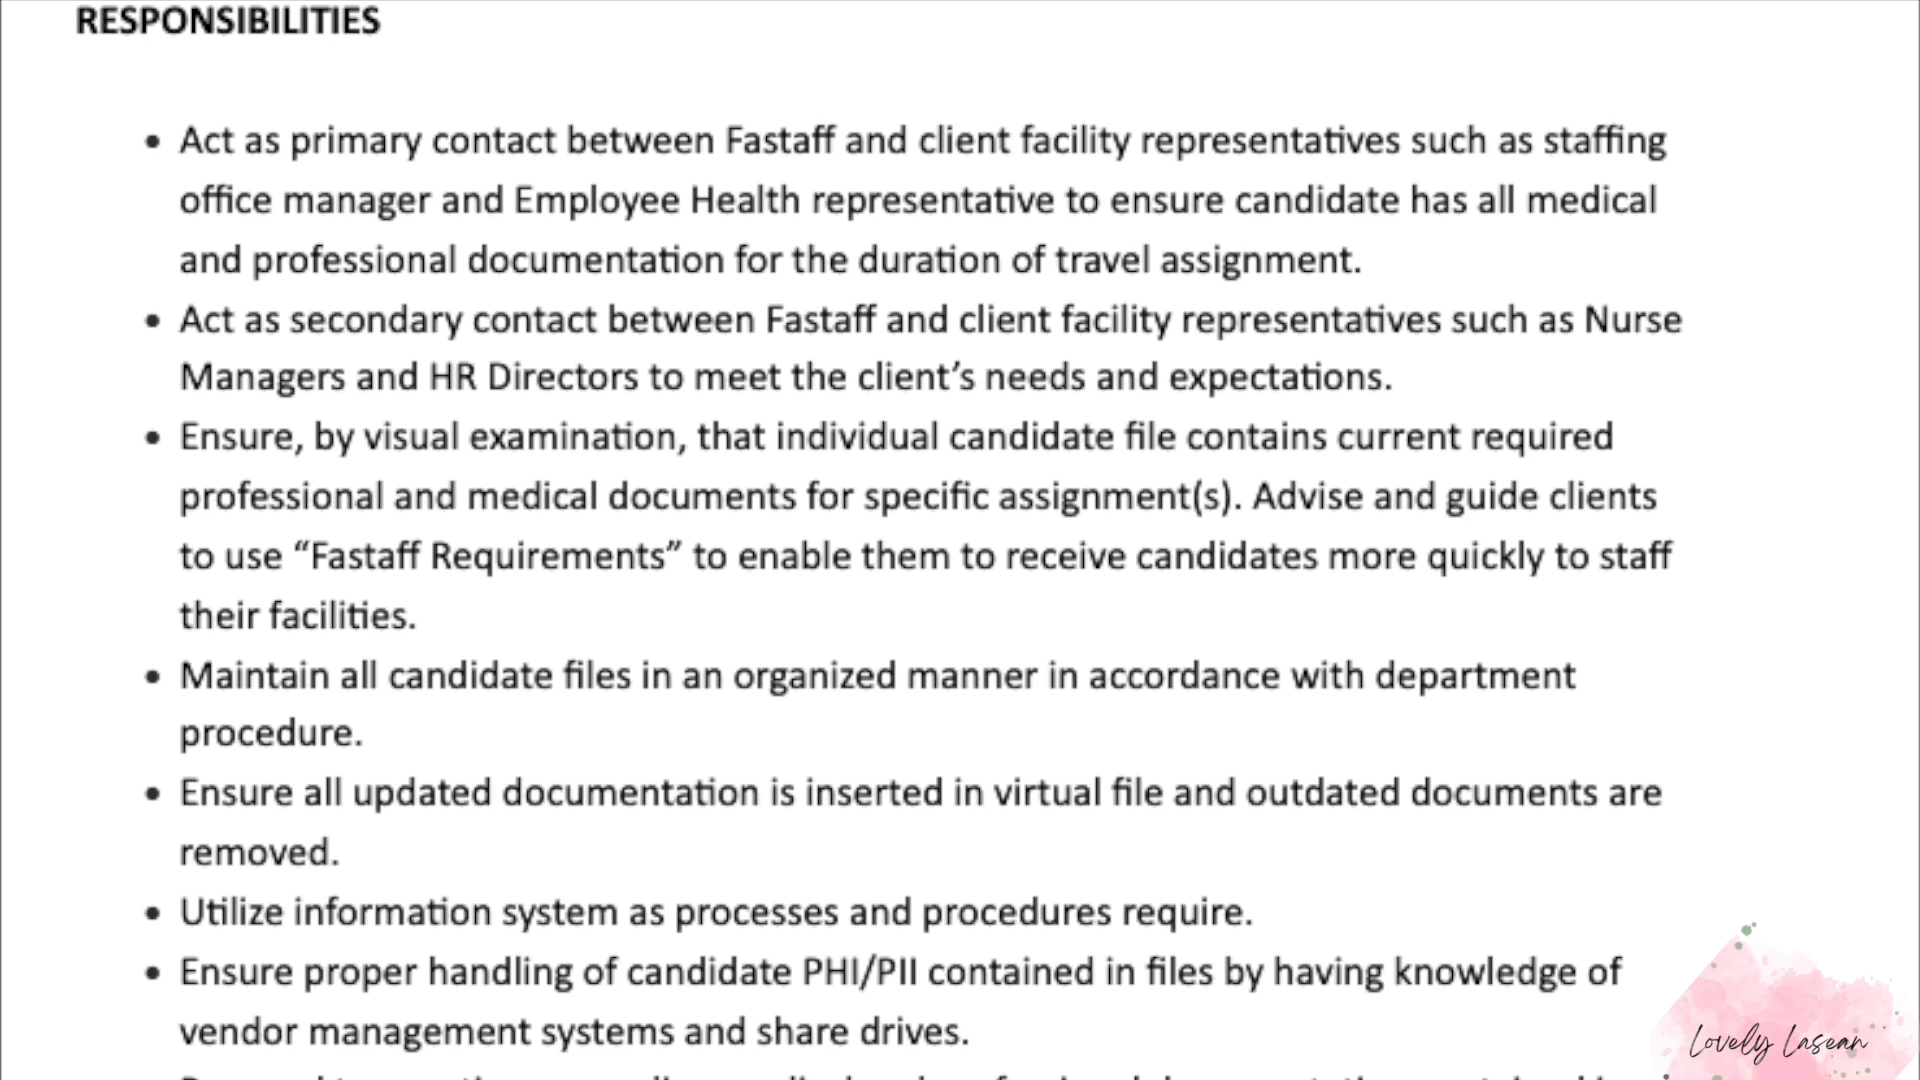 RESPONSIBILITIES
• Act as primary contact between Fastaff and client facility representatives such as staffing
office manager and Employee Health representative to ensure candidate has all medical
and professional documentation for the duration of travel assignment.
• Act as secondary contact between Fastaff and client facility representatives such as Nurse
Managers and HR Directors to meet the client’s needs and expectations.
• Ensure, by visual examination, that individual candidate file contains current required
professional and medical documents for specific assignment(s). Advise and guide clients
to use “Fastaff Requirements” to enable them to receive candidates more quickly to staff
their facilities.
• Maintain all candidate files in an organized manner in accordance with department
procedure.
• Ensure all updated documentation is inserted in virtual file and outdated documents are
removed.
• Utilize information system as processes and procedures require.
• Ensure proper handling of candidate PHI/PII contained in files by having knowledge of
vendor management systems and share drives.
Lovely Lasean